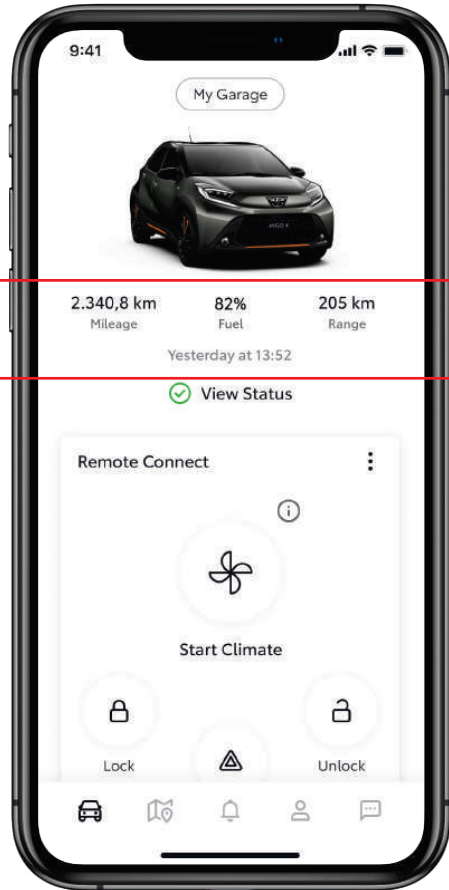 9:41
My Garage
AYGO X
2.340,8 km 82% 205 km
Mileage Fuel Range
Yesterday at 13:52
View Status
Remote Connect
Start Climate
Lock Unlock